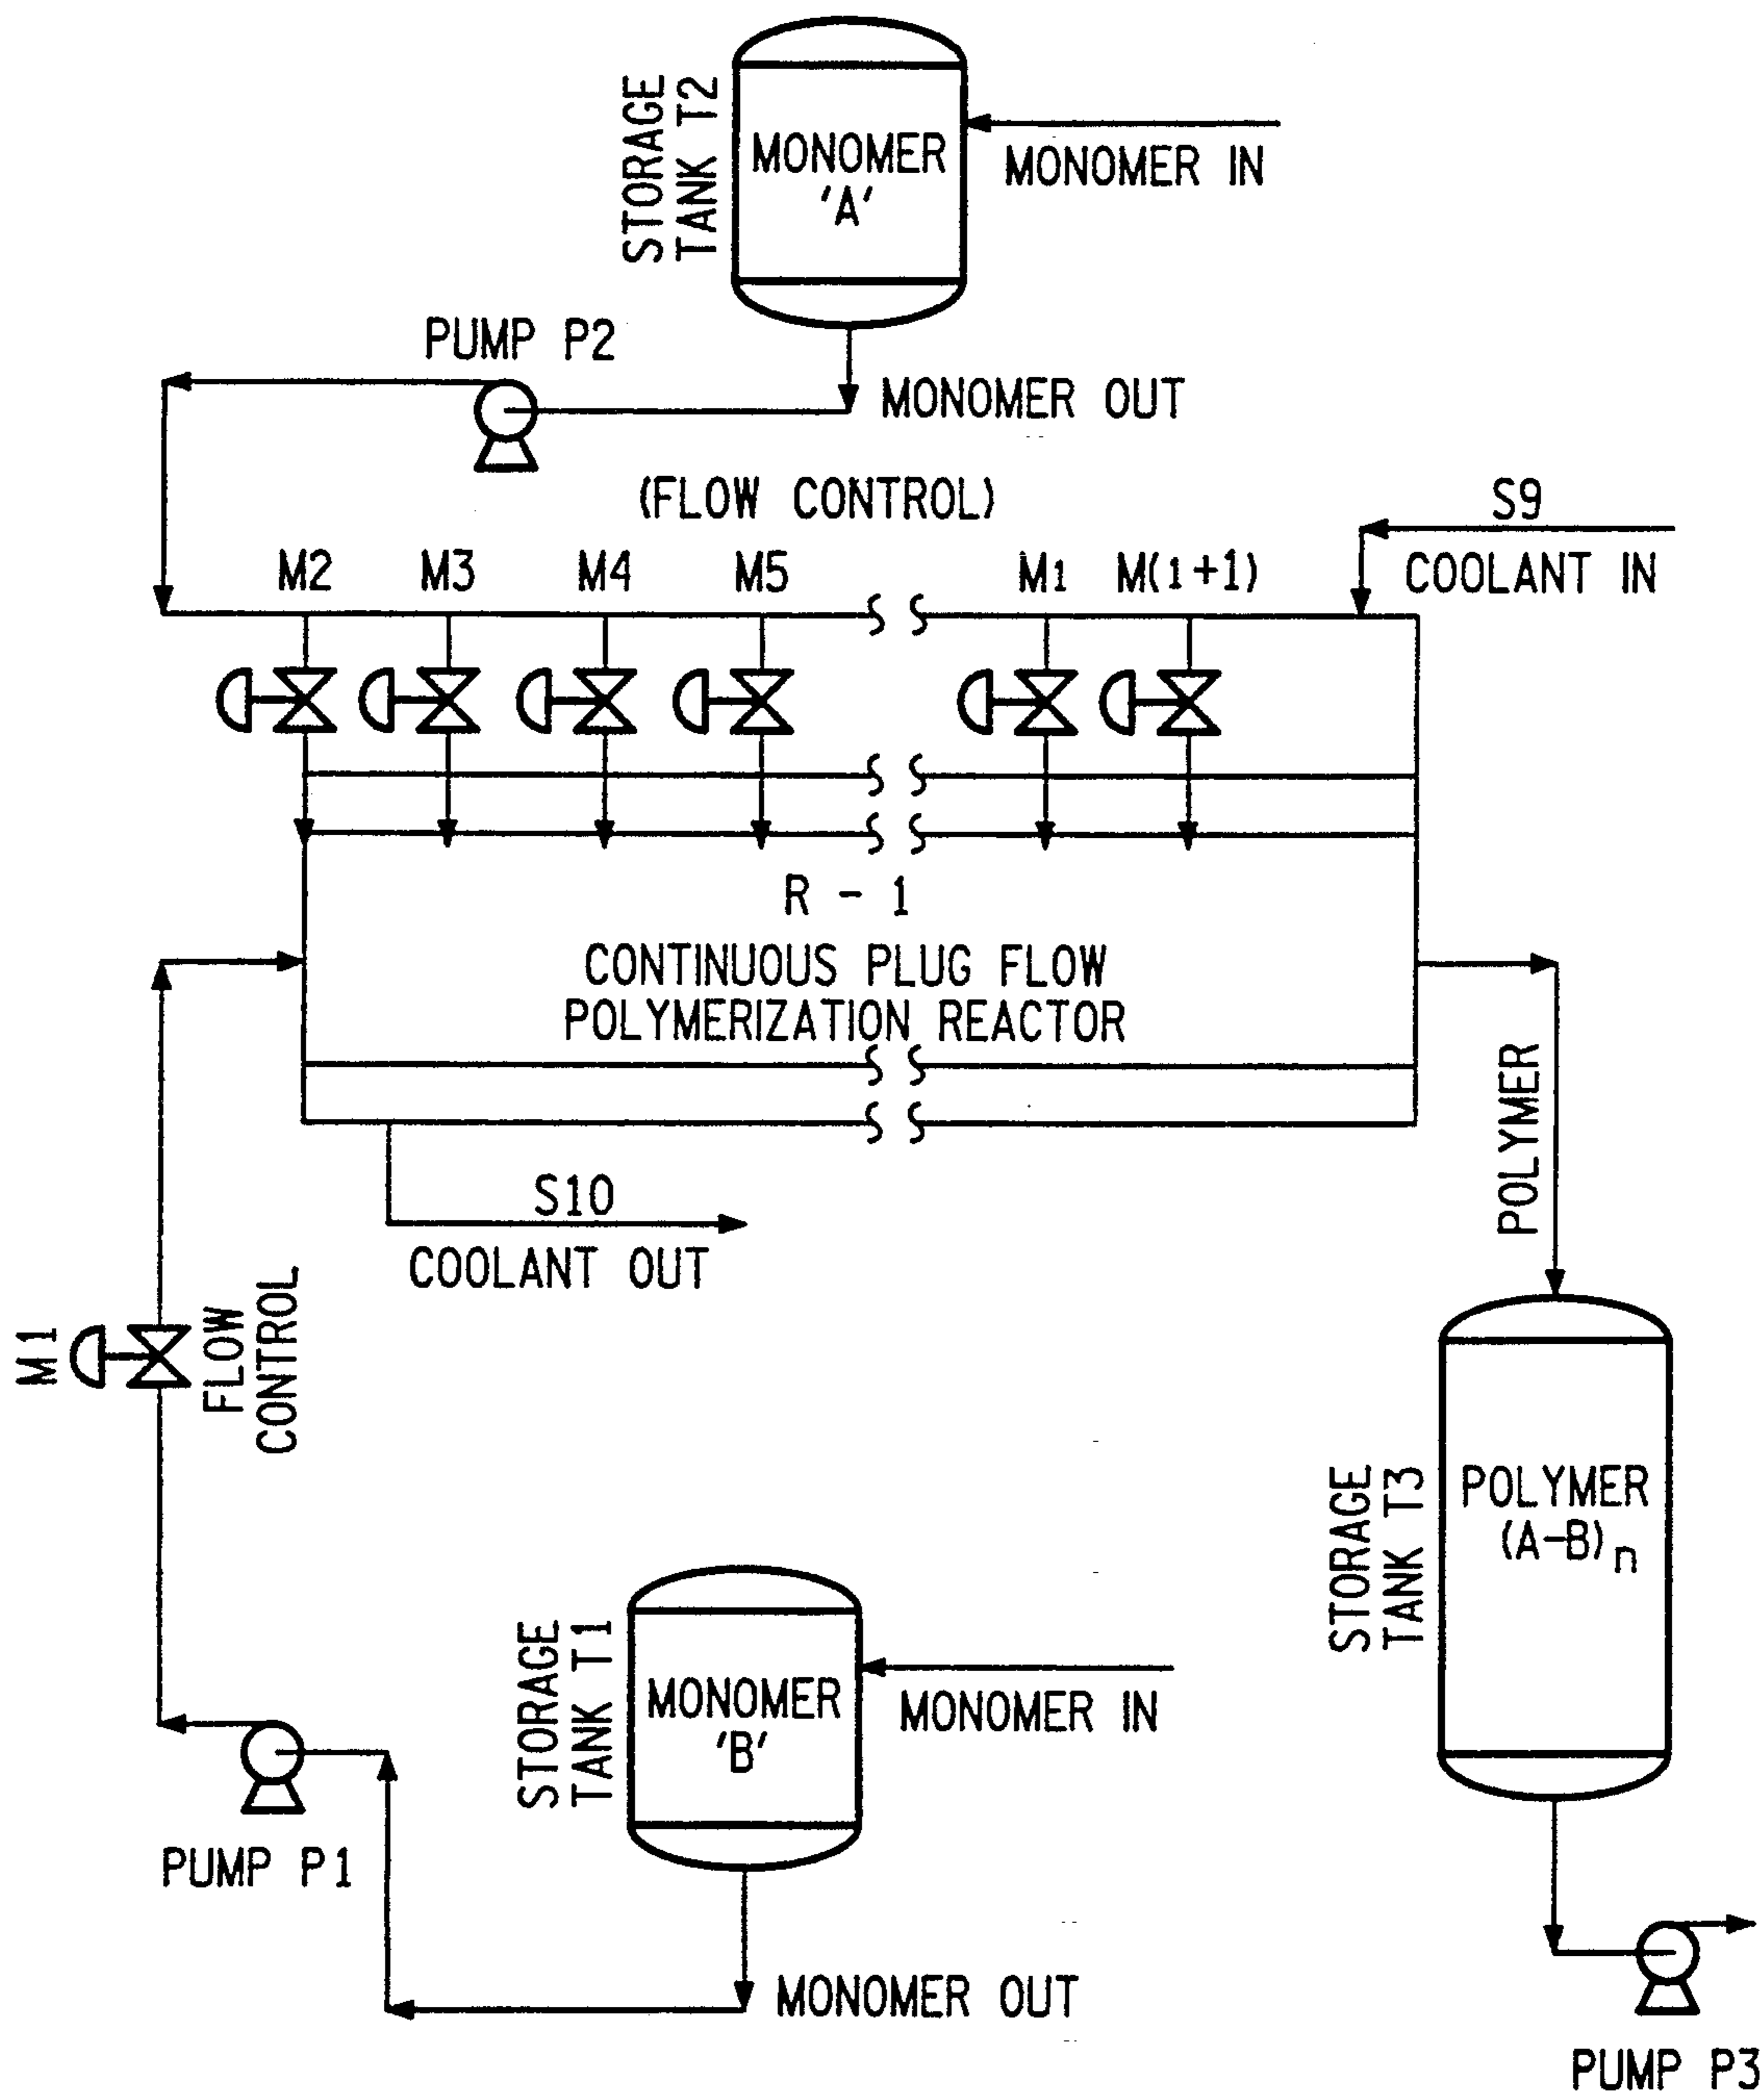 STORAGE
TANK T2
MONOMER
'A'
MONOMER IN
PUMP P2
MONOMER OUT
(FLOW CONTROL)
S9
COOLANT IN
M2
M3
M4
M5
M1
M(1+1)
R - 1
CONTINUOUS PLUG FLOW
POLYMERIZATION REACTOR
POLYMER
S10
COOLANT OUT
M1
FLOW
CONTROL
STORAGE
TANK T3
POLYMER
(A-B)n
STORAGE
TANK T1
MONOMER
'B'
MONOMER IN
PUMP P1
MONOMER OUT
PUMP P3